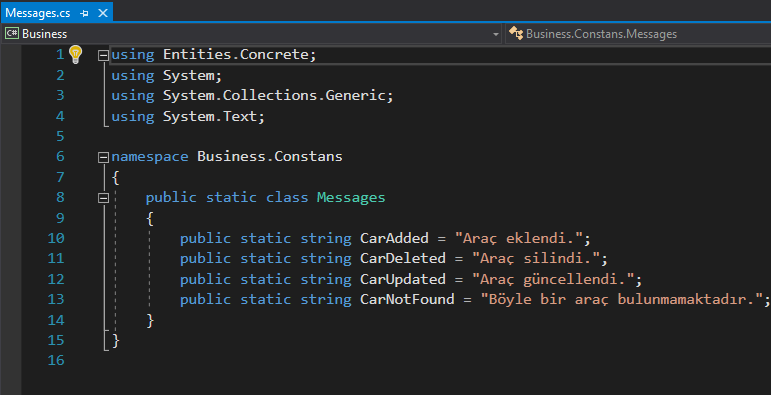 Messages.cs
Business Business.Constans.Messages
1 using Entities.Concrete;
2 using System;
3 using System.Collections.Generic;
4 using System.Text;
5
6 namespace Business.Constans
7 {
8 public static class Messages
9 {
10 public static string CarAdded = "Araç eklendi.";
11 public static string CarDeleted = "Araç silindi.";
12 public static string CarUpdated = "Araç güncellendi.";
13 public static string CarNotFound = "Böyle bir araç bulunmamaktadır.";
14 }
15 }
16